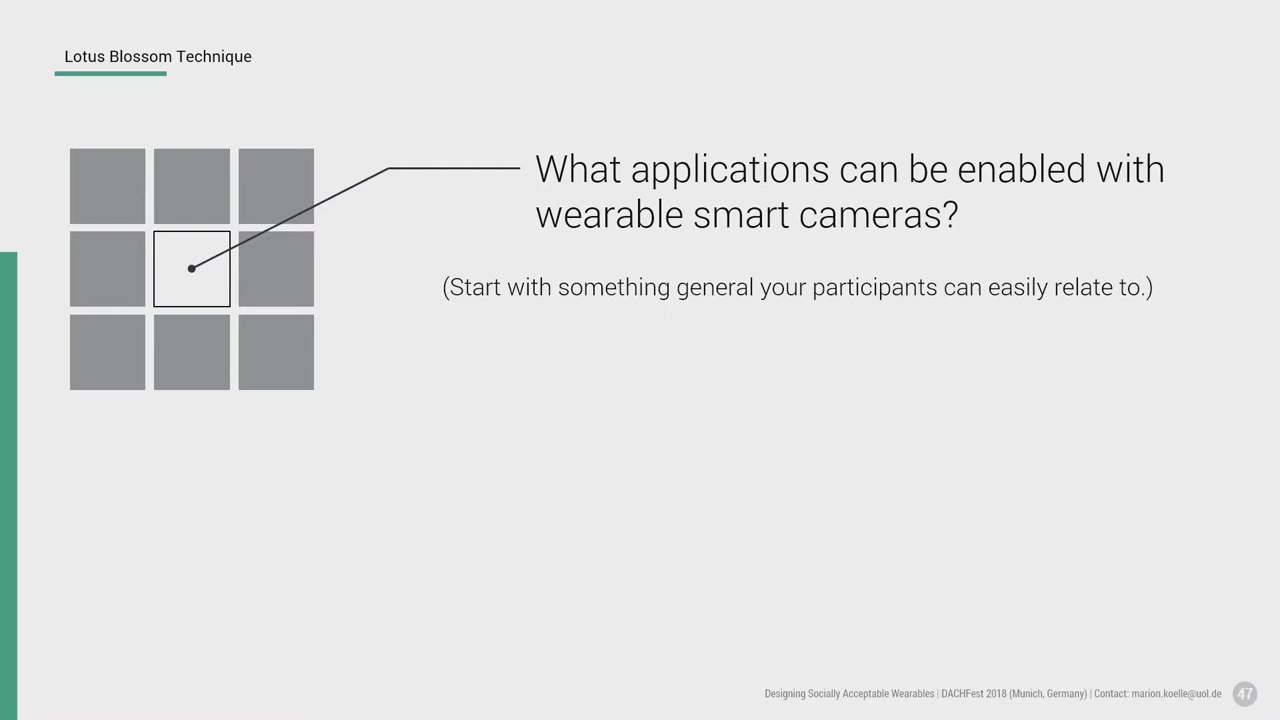 Lotus Blossom Technique
What applications can be enabled with
wearable smart cameras?
(Start with something general your participants can easily relate to.)
Designing Socially Acceptable Wearables | DACHFest 2018 (Munich, Germany) | Contact: marion.koelle@uol.de 47